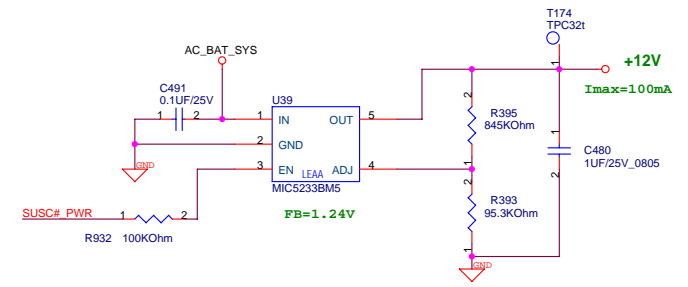 T174
TPC32t
AC_BAT_SYS
1
+12V
C491
0.1UF/25V
U39
Imax=100mA
1 2
1 IN OUT 5
2
R395
845KOhm
1
2 GND
C480
1UF/25V_0805
1
2
3 EN LEAA ADJ 4
GND
MIC5233BM5
2
R393
95.3KOhm
SUSC#_PWR
1 2
FB=1.24V
R932 100KOhm
1
GND